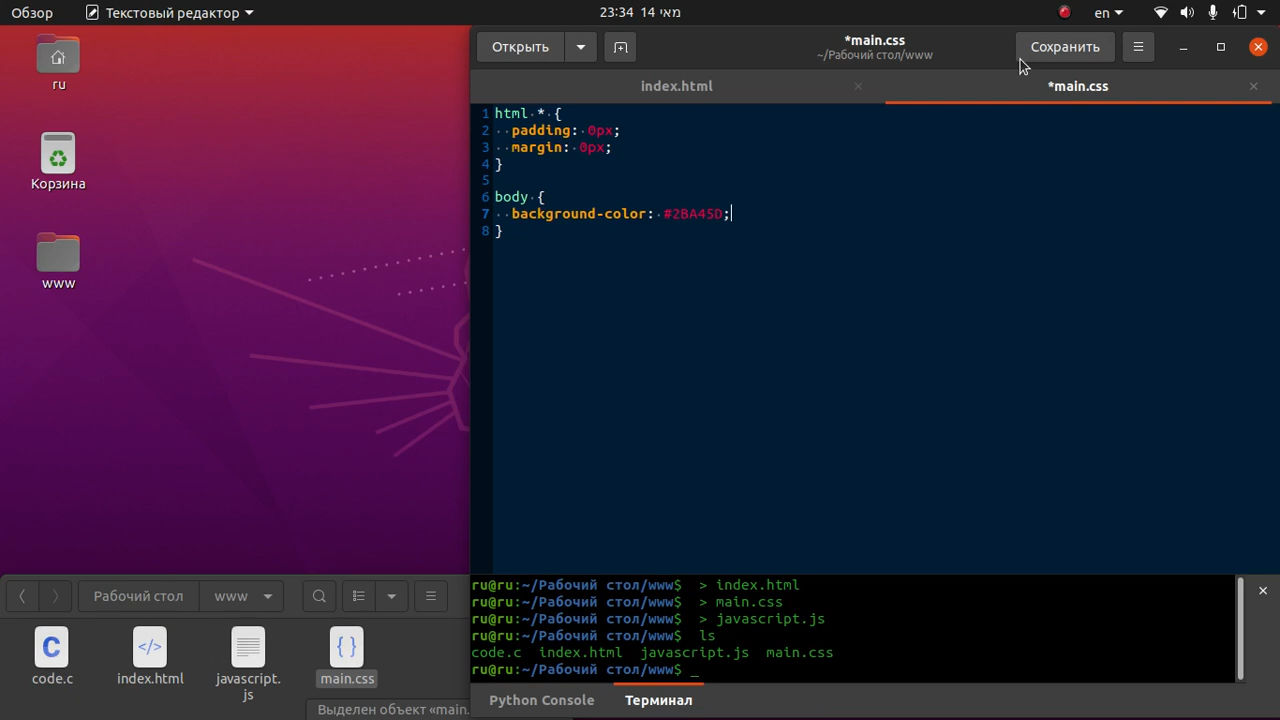 Обзор
Текстовый редактор
23:34 14 מאי
en
ru
Корзина
www
Открыть
*main.css
~/Рабочий стол/www
Сохранить
index.html
*main.css
1 html * {
2   padding: 0px;
3   margin: 0px;
4 }
5
6 body {
7   background-color: #2BA45D;
8 }
ru@ru:~/Рабочий стол/www$  > index.html
ru@ru:~/Рабочий стол/www$  > main.css
ru@ru:~/Рабочий стол/www$  > javascript.js
ru@ru:~/Рабочий стол/www$  ls
code.c  index.html  javascript.js  main.css
ru@ru:~/Рабочий стол/www$ _
Python Console
Терминал
Рабочий стол
www
code.c
index.html
javascript.
js
main.css
Выделен объект «main.